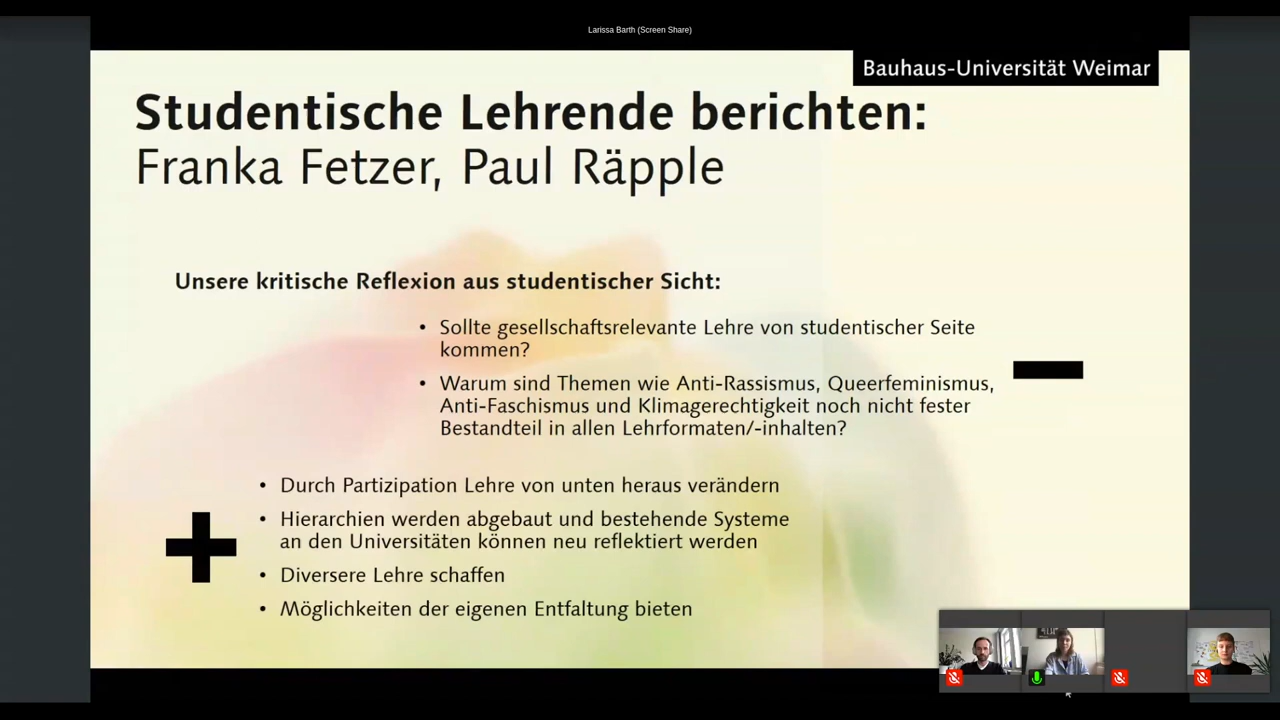 Larissa Barth (Screen Share)
Bauhaus-Universität Weimar
Studentische Lehrende berichten:
Franka Fetzer, Paul Räpple
Unsere kritische Reflexion aus studentischer Sicht:
• Sollte gesellschaftsrelevante Lehre von studentischer Seite
kommen?
• Warum sind Themen wie Anti-Rassismus, Queerfeminismus,
Anti-Faschismus und Klimagerechtigkeit noch nicht fester
Bestandteil in allen Lehrformaten/-inhalten?
• Durch Partizipation Lehre von unten heraus verändern
• Hierarchien werden abgebaut und bestehende Systeme
an den Universitäten können neu reflektiert werden
• Diversere Lehre schaffen
• Möglichkeiten der eigenen Entfaltung bieten